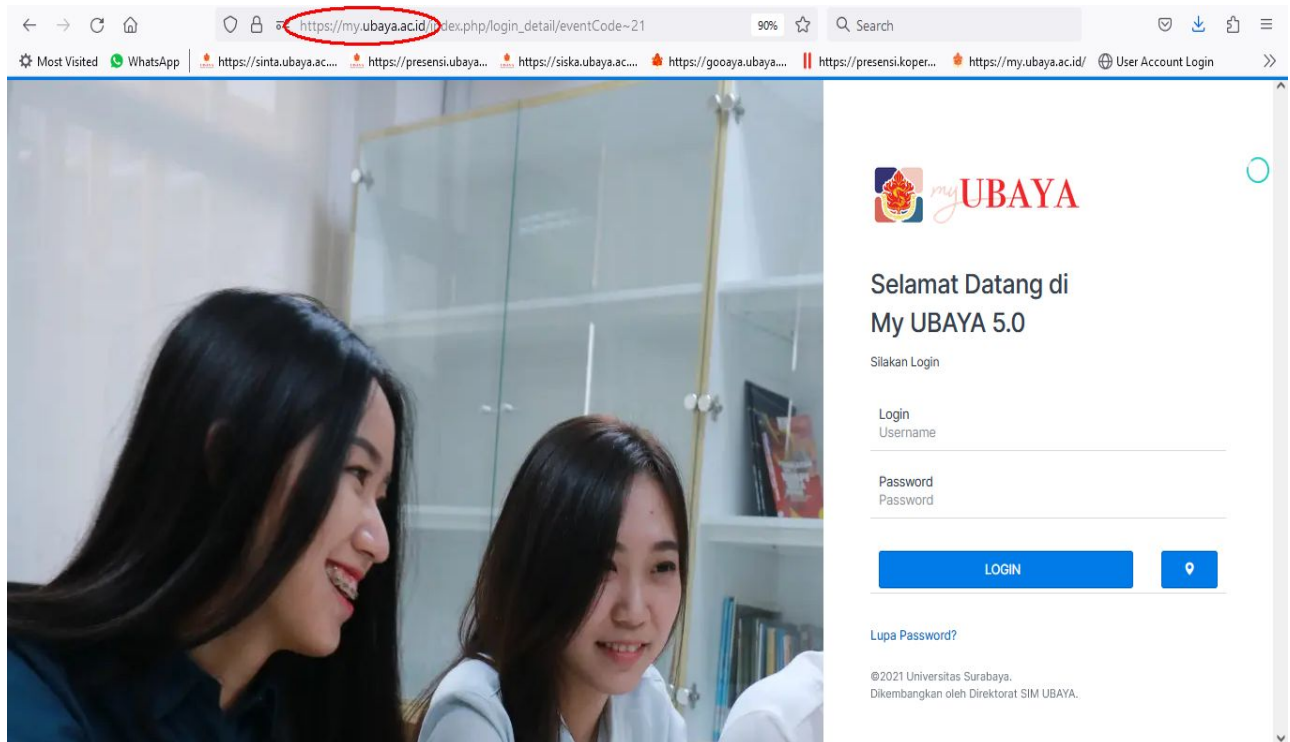 https://my.ubaya.ac.id/index.php/login_detail/eventCode~21
90%
Search
Most Visited
WhatsApp
https://sinta.ubaya.ac....
https://presensi.ubaya...
https://siska.ubaya.ac....
https://gooaya.ubaya....
https://presensi.koper...
https://my.ubaya.ac.id/
User Account Login
my UBAYA
Selamat Datang di
My UBAYA 5.0
Silakan Login
Login
Username
Password
Password
LOGIN
Lupa Password?
©2021 Universitas Surabaya.
Dikembangkan oleh Direktorat SIM UBAYA.